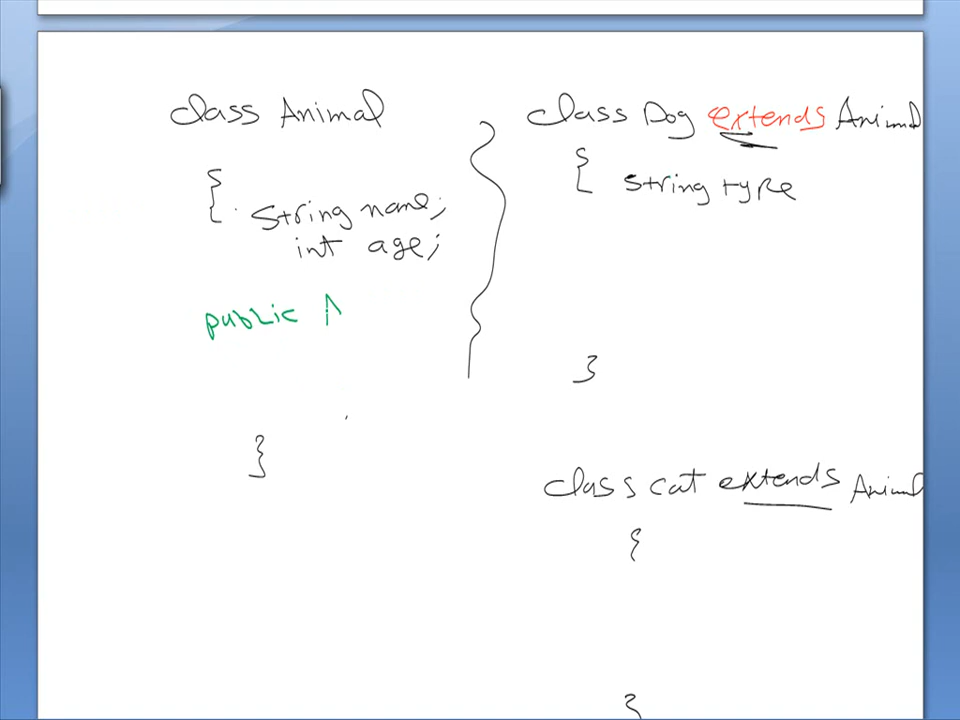 class Animal
{
String name;
int age;
public A
}
class Dog extends Animal
{ string type
}
class cat extends Animal
{
}